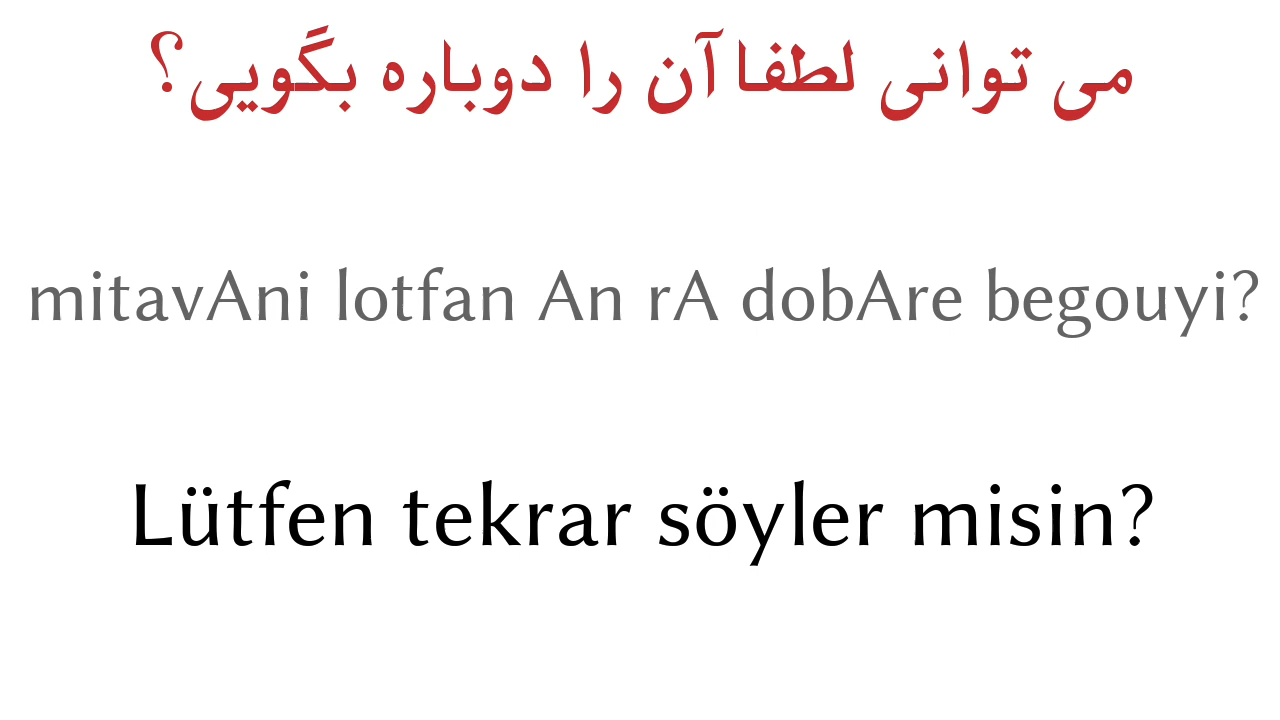 می توانی لطفا آن را دوباره بگویی؟
mitavAni lotfan An rA dobAre begouyi?
Lütfen tekrar söyler misin?